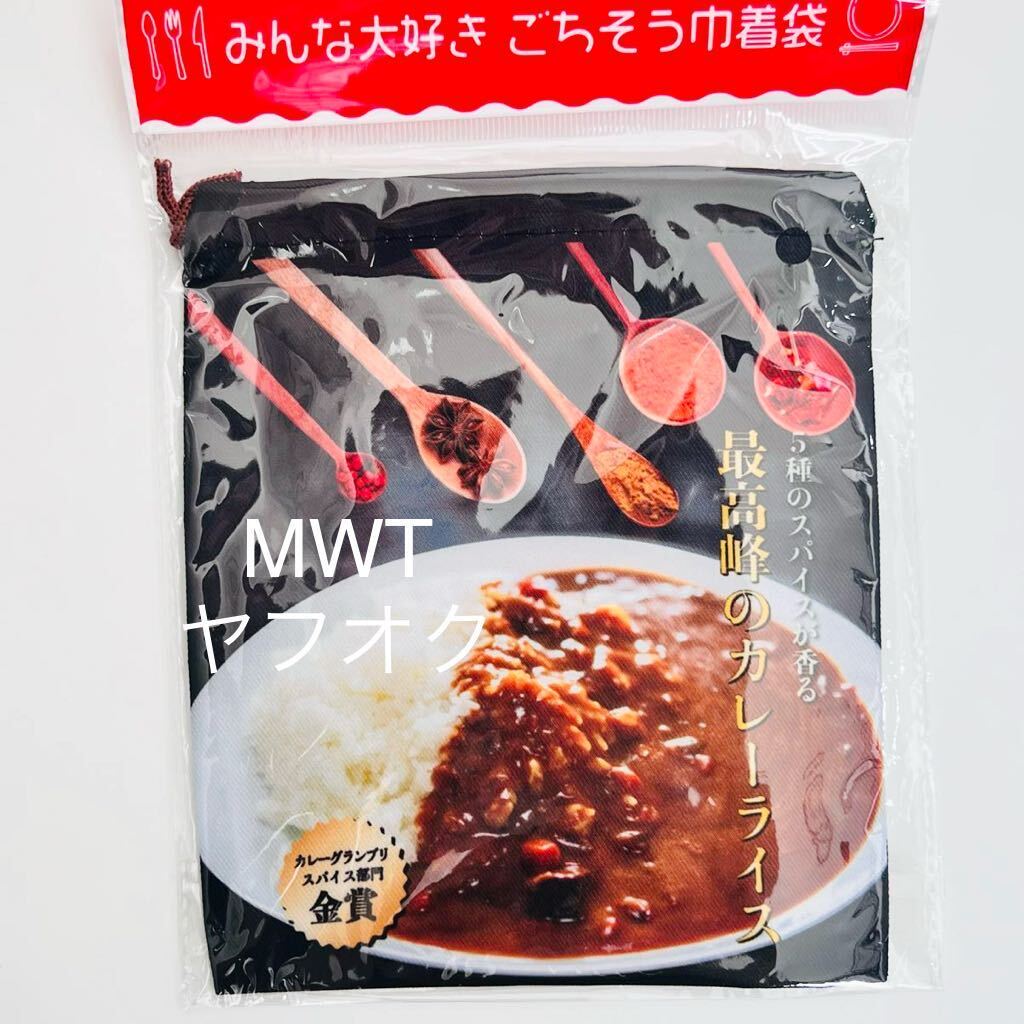 みんな大好き ごちそう巾着袋
5種のスパイスが香る
最高峰のカレーライス
MWT
ヤフオク
カレーグランプリ
スパイス部門
金賞